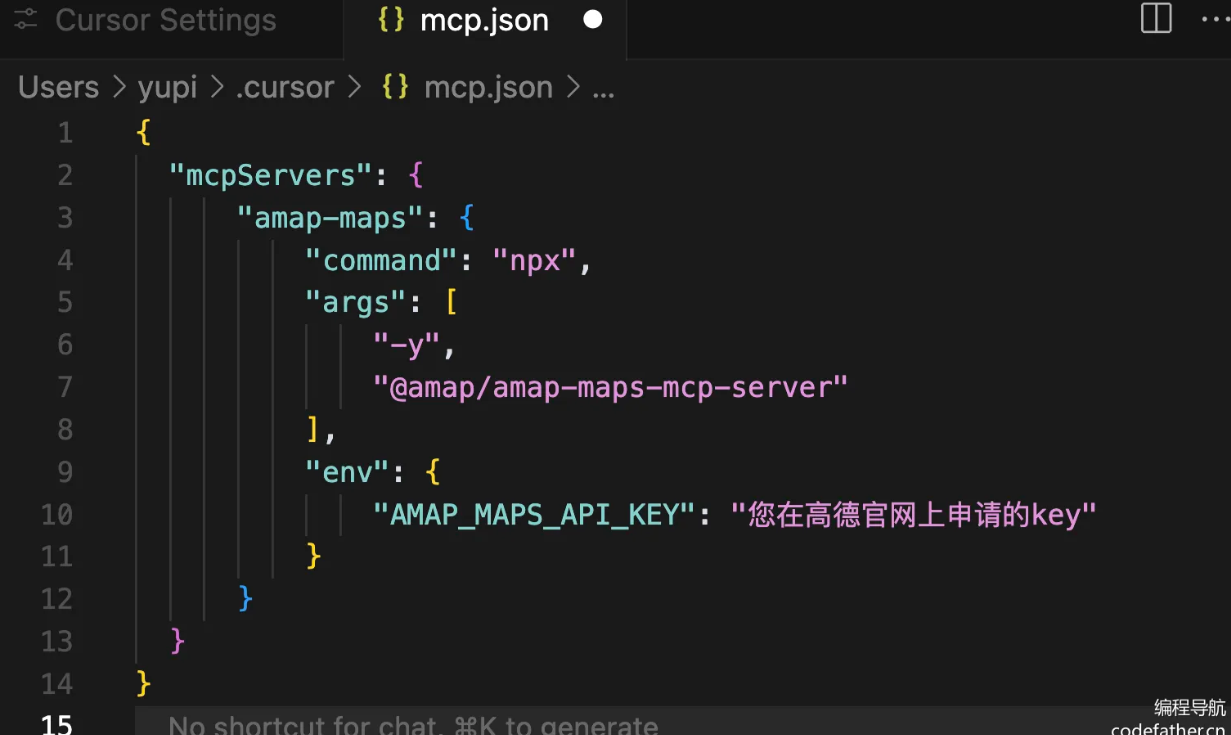 Cursor Settings
{} mcp.json
Users > yupi > .cursor > {} mcp.json > ...
1 {
2 "mcpServers": {
3 "amap-maps": {
4 "command": "npx",
5 "args": [
6 "-y",
7 "@amap/amap-maps-mcp-server"
8 ],
9 "env": {
10 "AMAP_MAPS_API_KEY": "您在高德官网上申请的key"
11 }
12 }
13 }
14 }
15 No shortcut for chat, ⌘K to generate
编程导航
codefather.cn